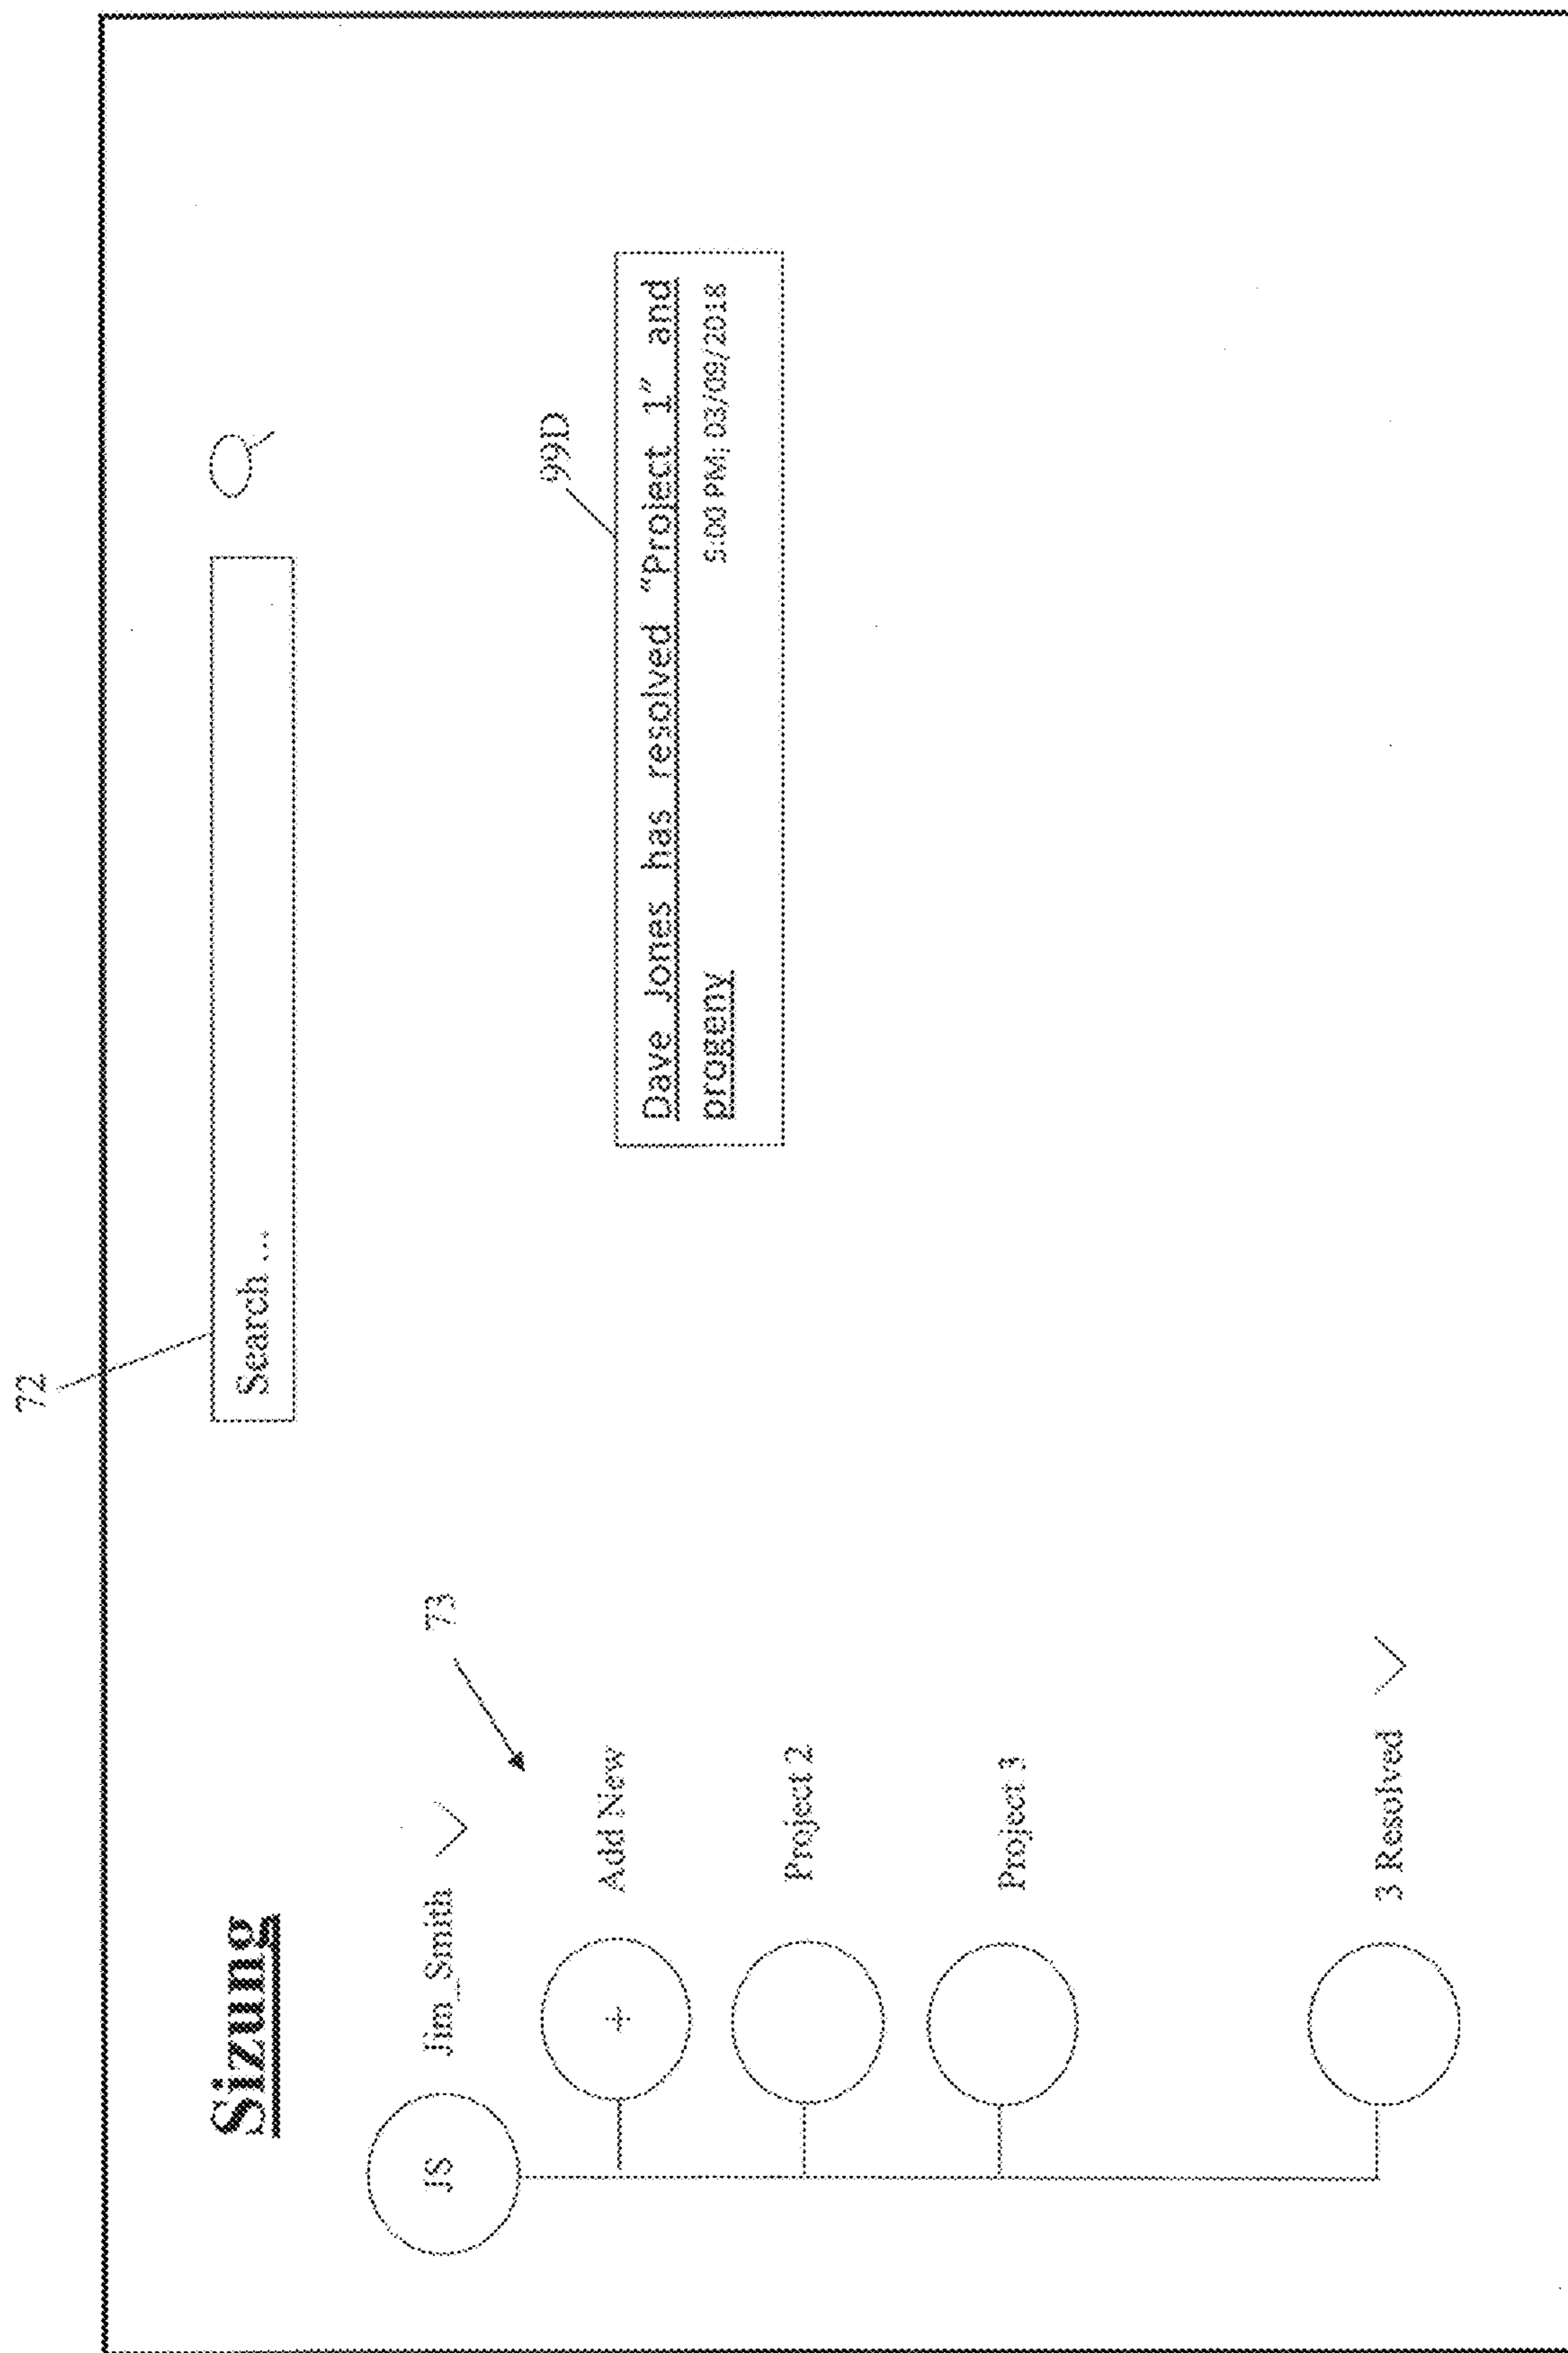 72
Sizung
Search ...
Jim_Smith
JS
73
99D
Add New
+
Dave Jones has resolved “Project 1” and
progeny 5:00 PM; 03/09/2018
Project 2
Project 3
3 Resolved